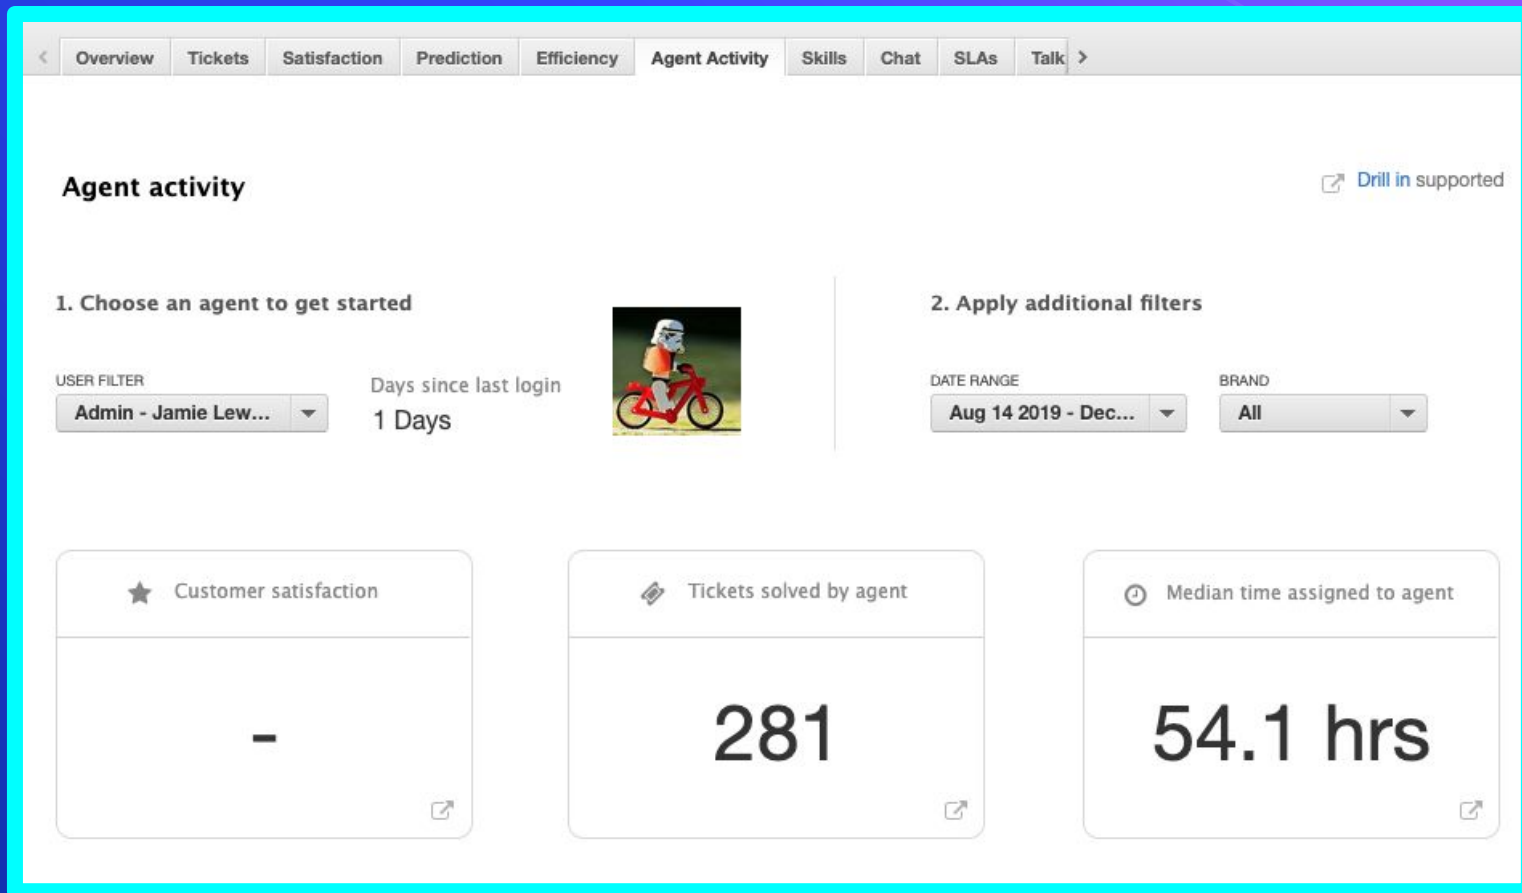 Overview Tickets Satisfaction Prediction Efficiency Agent Activity Skills Chat SLAs Talk
Agent activity
Drill in supported
1. Choose an agent to get started
2. Apply additional filters
USER FILTER
Admin - Jamie Lew...
Days since last login
1 Days
DATE RANGE
Aug 14 2019 - Dec...
BRAND
All
Customer satisfaction
-
Tickets solved by agent
281
Median time assigned to agent
54.1 hrs